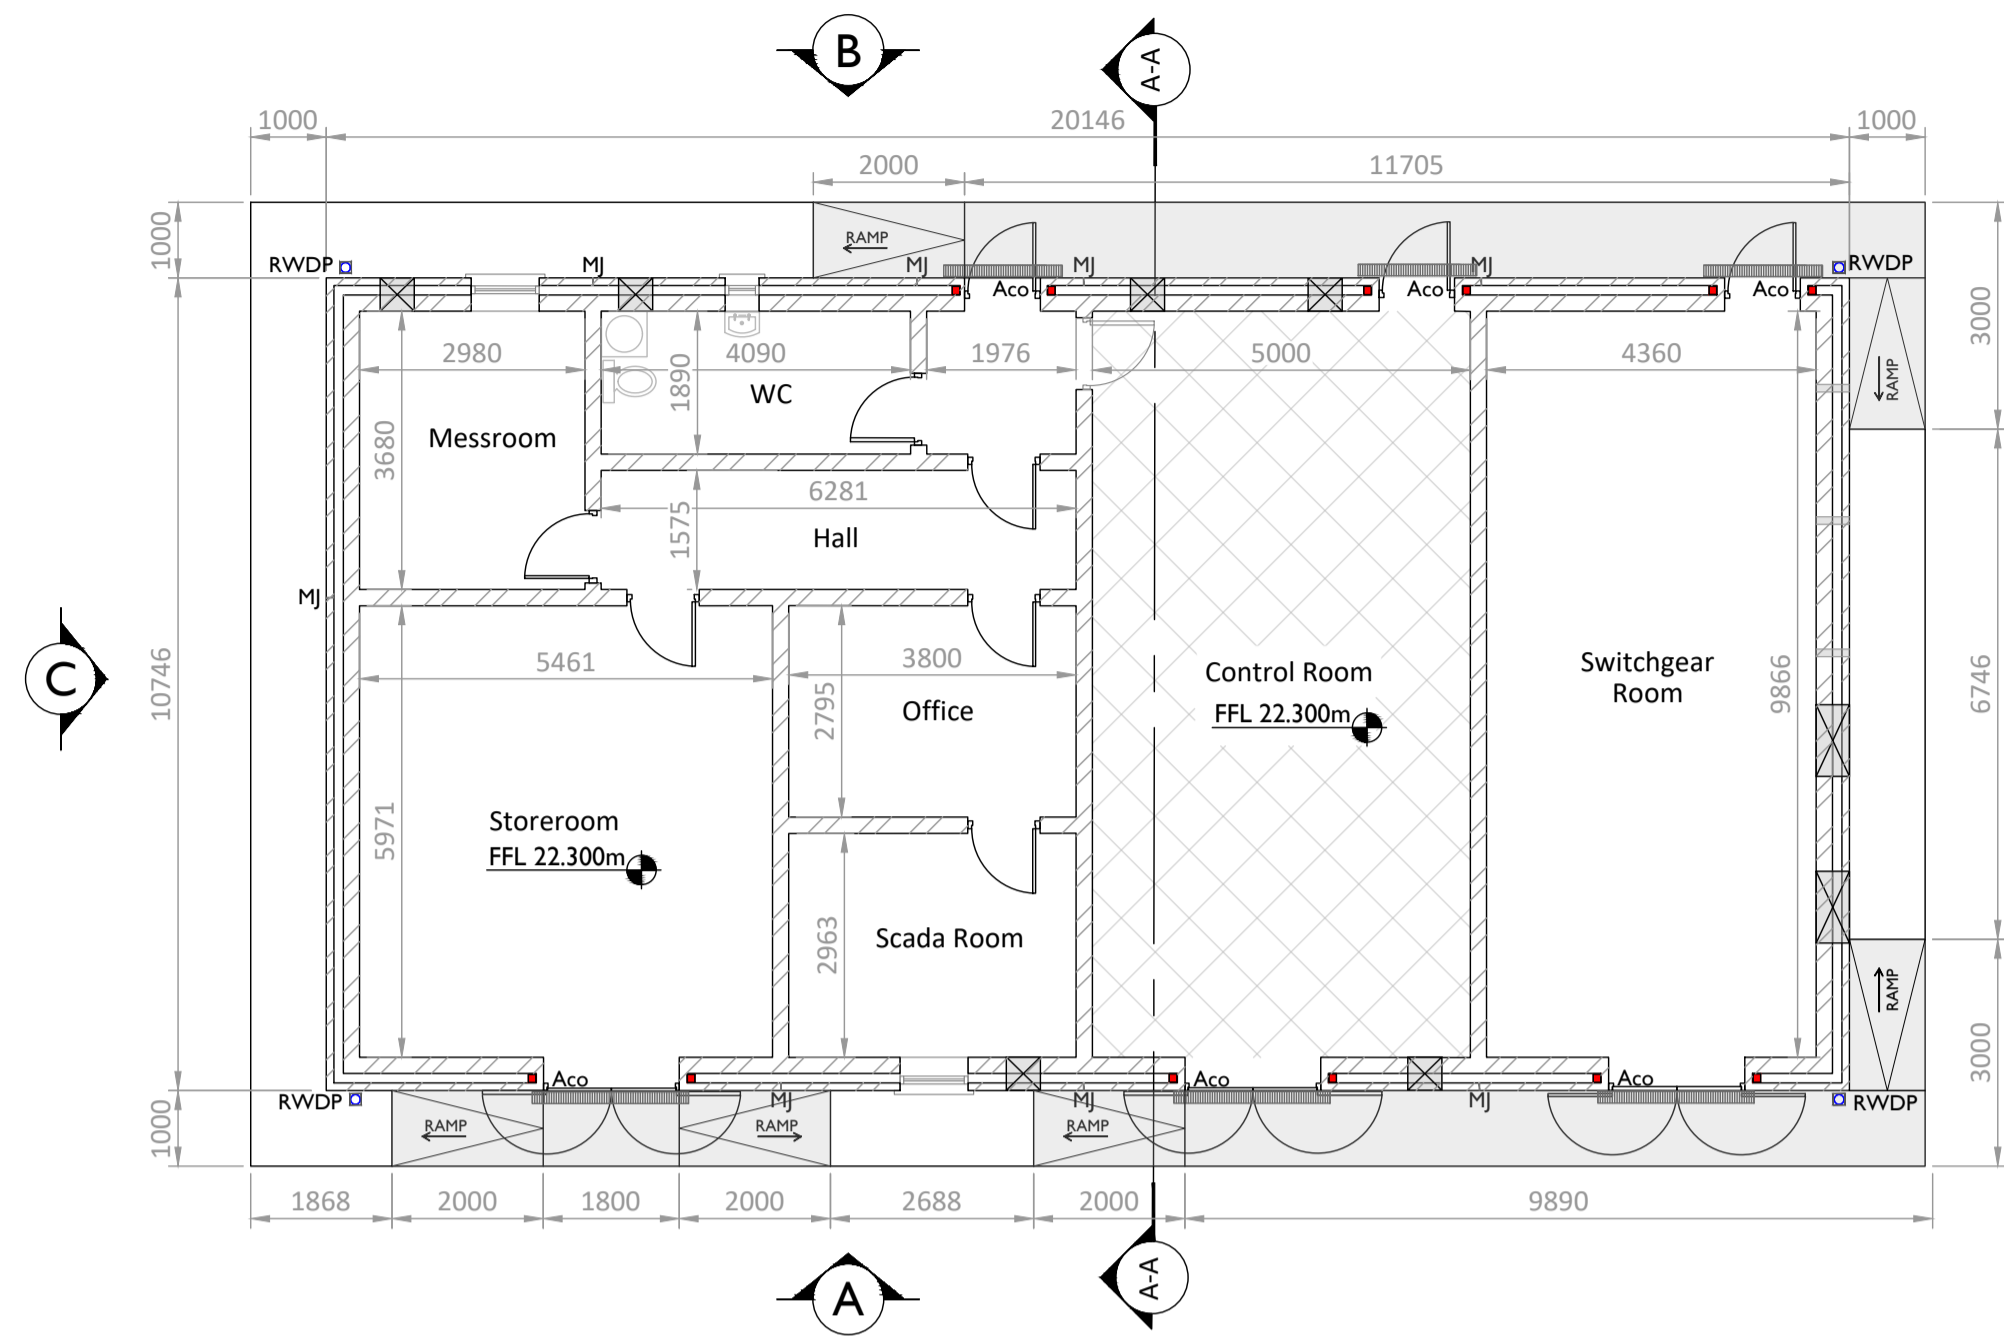 B
A-A
1000
20146
1000
2000
11705
1000
RAMP
RWDP
MJ
MJ
MJ
MJ
RWDP
Aco
Aco
Aco
3000
2980
4090
1976
5000
4360
1890
WC
RAMP
3680
Messroom
6281
1575
Hall
MJ
C
10746
5461
3800
Control Room
FFL 22.300m
Switchgear
Room
9866
6746
2795
Office
Storeroom
FFL 22.300m
5971
2963
Scada Room
RAMP
3000
Aco
Aco
Aco
RWDP
MJ
MJ
MJ
RWDP
1000
RAMP
RAMP
RAMP
1868
2000
1800
2000
2688
2000
9890
A
A-A